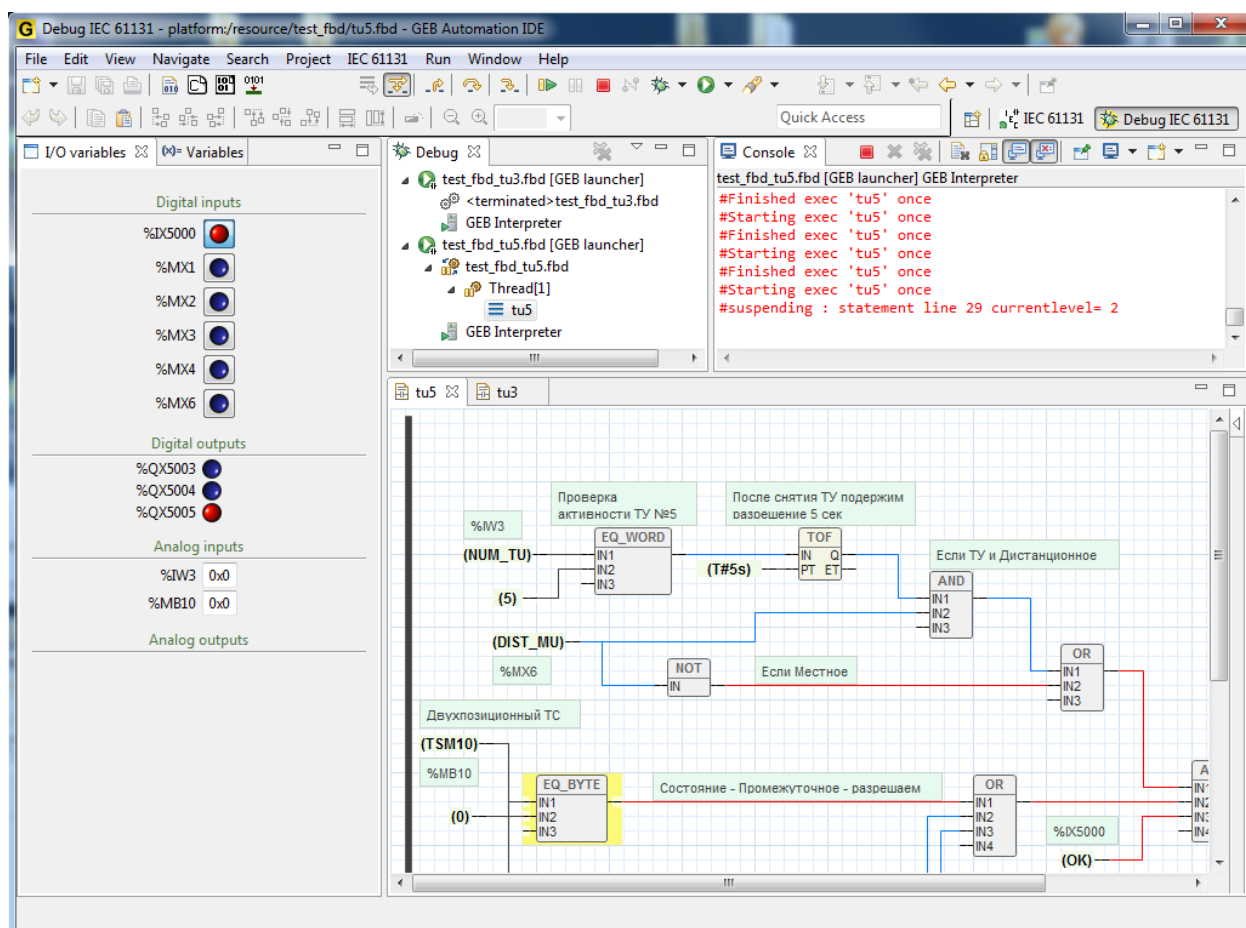 Debug IEC 61131 - platform:/resource/test_fbd/tu5.fbd - GEB Automation IDE
File Edit View Navigate Search Project IEC 61131 Run Window Help
Quick Access
IEC 61131
Debug IEC 61131
I/O variables
(x)= Variables
Digital inputs
%IX5000
%MX1
%MX2
%MX3
%MX4
%MX6
Digital outputs
%QX5003
%QX5004
%QX5005
Analog inputs
%IW3 0x0
%MB10 0x0
Analog outputs
Debug
test_fbd_tu3.fbd [GEB launcher]
<terminated>test_fbd_tu3.fbd
GEB Interpreter
test_fbd_tu5.fbd [GEB launcher]
test_fbd_tu5.fbd
Thread[1]
tu5
GEB Interpreter
Console
test_fbd_tu5.fbd [GEB launcher] GEB Interpreter
#Finished exec 'tu5' once
#Starting exec 'tu5' once
#Finished exec 'tu5' once
#Starting exec 'tu5' once
#Finished exec 'tu5' once
#Starting exec 'tu5' once
#suspending : statement line 29 currentlevel= 2
tu5
tu3
%IW3
Проверка
активности ТУ №5
После снятия ТУ подержим
разрешение 5 сек
(NUM_TU)
EQ_WORD
IN1
IN2
IN3
(5)
(T#5s)
TOF
IN Q
PT ET
Если ТУ и Дистанционное
AND
IN1
IN2
IN3
(DIST_MU)
%MX6
NOT
IN
Если Местное
OR
IN1
IN2
IN3
Двухпозиционный ТС
(TSM10)
%MB10
(0)
EQ_BYTE
IN1
IN2
IN3
Состояние - Промежуточное - разрешаем
OR
IN1
IN2
IN3
IN4
%IX5000
(OK)
A
IN1
IN2
IN3
IN4